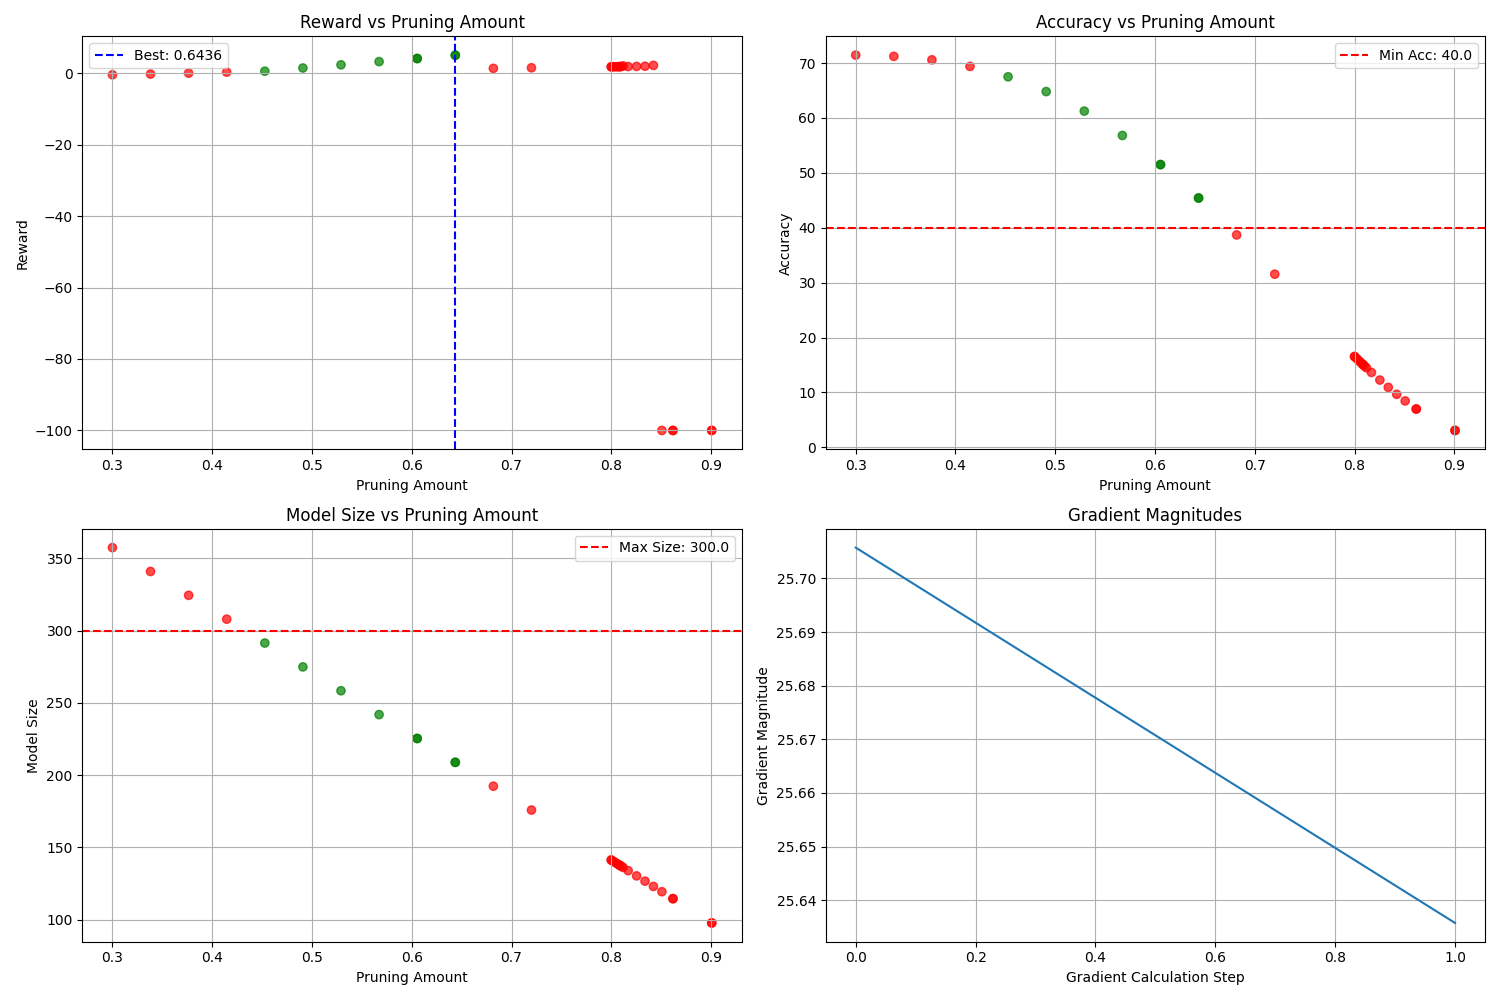 Reward vs Pruning Amount
Best: 0.6436
0
−20
−40
−60
−80
−100
Reward
0.3 0.4 0.5 0.6 0.7 0.8 0.9
Pruning Amount
Accuracy vs Pruning Amount
Min Acc: 40.0
70
60
50
40
30
20
10
0
Accuracy
0.3 0.4 0.5 0.6 0.7 0.8 0.9
Pruning Amount
Model Size vs Pruning Amount
Max Size: 300.0
350
300
250
200
150
100
Model Size
0.3 0.4 0.5 0.6 0.7 0.8 0.9
Pruning Amount
Gradient Magnitudes
25.70
25.69
25.68
25.67
25.66
25.65
25.64
Gradient Magnitude
0.0 0.2 0.4 0.6 0.8 1.0
Gradient Calculation Step